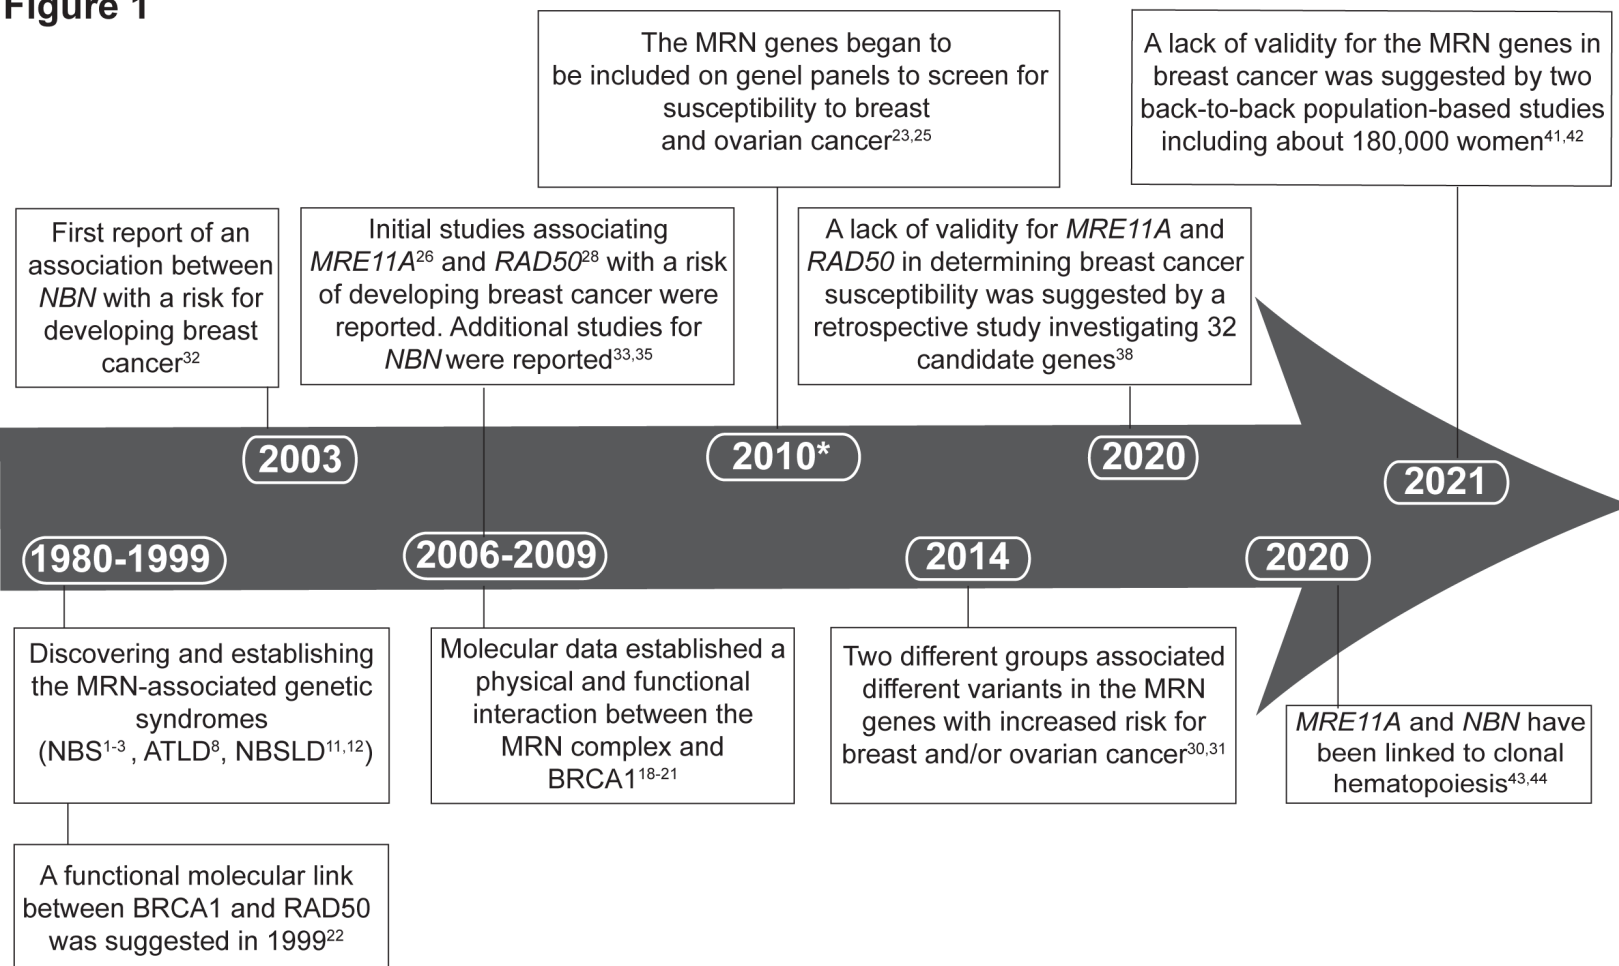 Figure 1
The MRN genes began to
be included on genel panels to screen for
susceptibility to breast
and ovarian cancer23,25
A lack of validity for the MRN genes in
breast cancer was suggested by two
back-to-back population-based studies
including about 180,000 women41,42
First report of an
association between
NBN with a risk for
developing breast
cancer32
Initial studies associating
MRE11A26 and RAD5028 with a risk
of developing breast cancer were
reported. Additional studies for
NBN were reported33,35
A lack of validity for MRE11A and
RAD50 in determining breast cancer
susceptibility was suggested by a
retrospective study investigating 32
candidate genes38
2003
2010*
2020
2021
1980-1999
2006-2009
2014
2020
Discovering and establishing
the MRN-associated genetic
syndromes
(NBS1-3 , ATLD8, NBSLD11,12)
Molecular data established a
physical and functional
interaction between the
MRN complex and
BRCA118-21
Two different groups associated
different variants in the MRN
genes with increased risk for
breast and/or ovarian cancer30,31
MRE11A and NBN have
been linked to clonal
hematopoiesis43,44
A functional molecular link
between BRCA1 and RAD50
was suggested in 199922